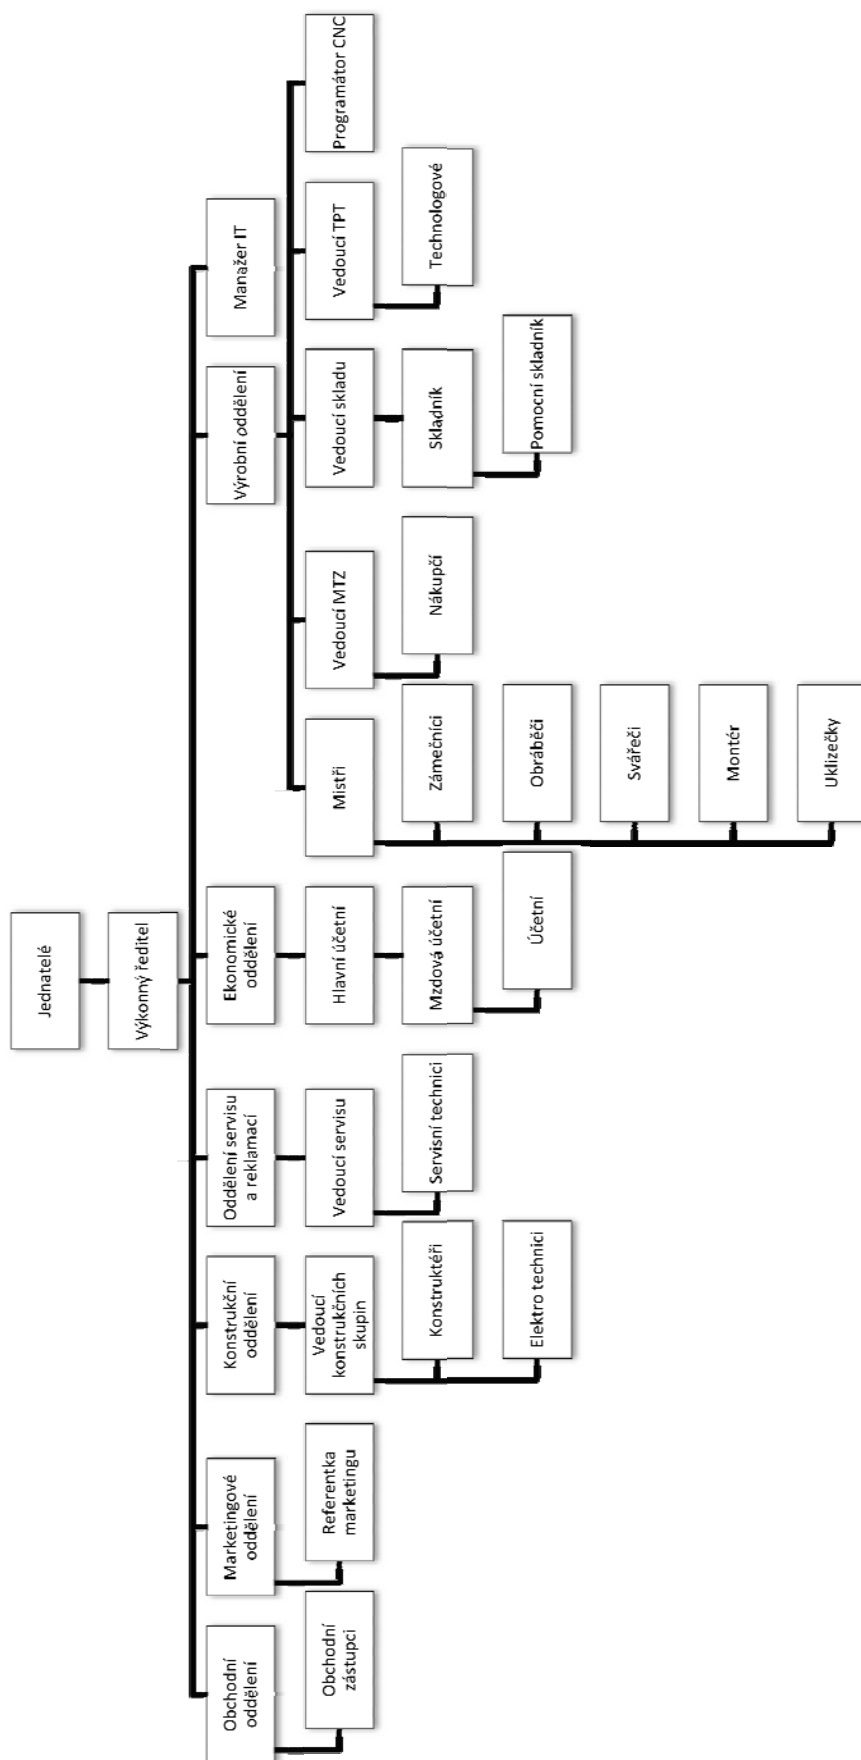 Jednatelé
Výkonný ředitel
Obchodní
oddělení
Marketingové
oddělení
Konstrukční
oddělení
Oddělení servisu
a reklamací
Ekonomické
oddělení
Výrobní oddělení
Manažer IT
Obchodní
zástupci
Referentka
marketingu
Vedoucí
konstrukčních
skupin
Vedoucí servisu
Hlavní účetní
Mistři
Vedoucí MTZ
Vedoucí skladu
Vedoucí TPT
Programátor CNC
Konstruktéři
Servisní technici
Mzdová účetní
Zámečníci
Nákupčí
Skladník
Technologové
Elektro technici
Účetní
Obráběči
Pomocní skladník
Svářeči
Montér
Uklizečky